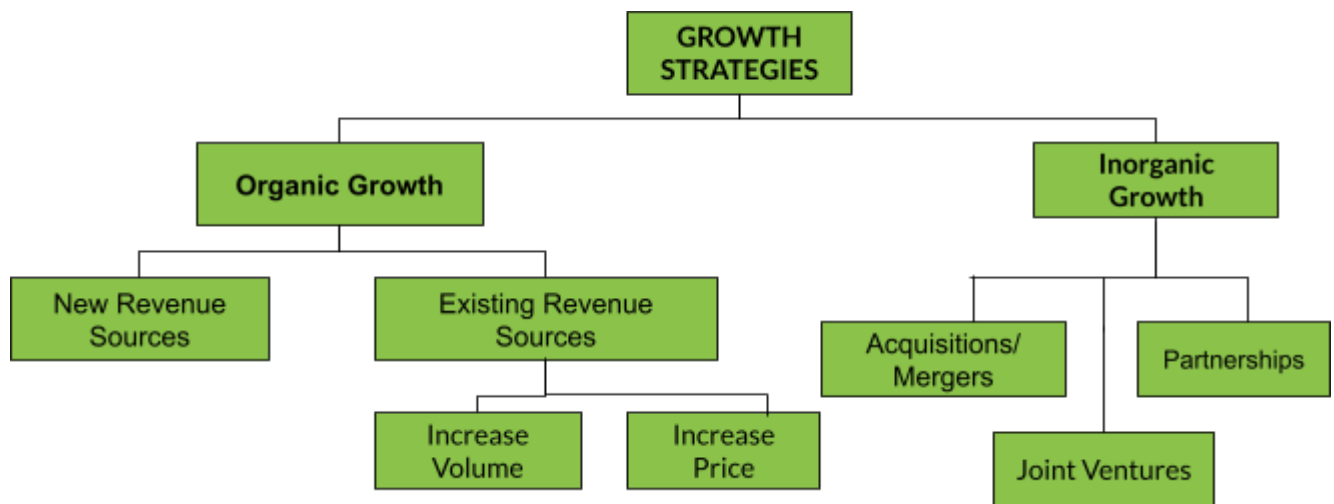 GROWTH
STRATEGIES
Organic Growth
Inorganic
Growth
New Revenue
Sources
Existing Revenue
Sources
Acquisitions/
Mergers
Partnerships
Increase
Volume
Increase
Price
Joint Ventures